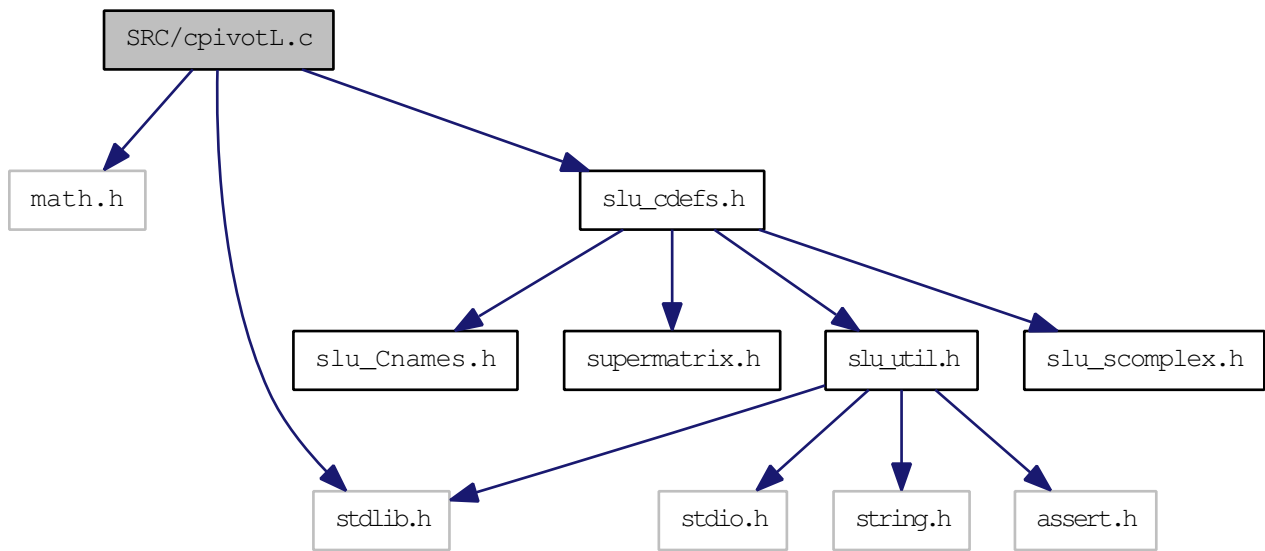 SRC/cpivotL.c
math.h
slu_cdefs.h
slu_Cnames.h
supermatrix.h
slu_util.h
slu_scomplex.h
stdlib.h
stdio.h
string.h
assert.h